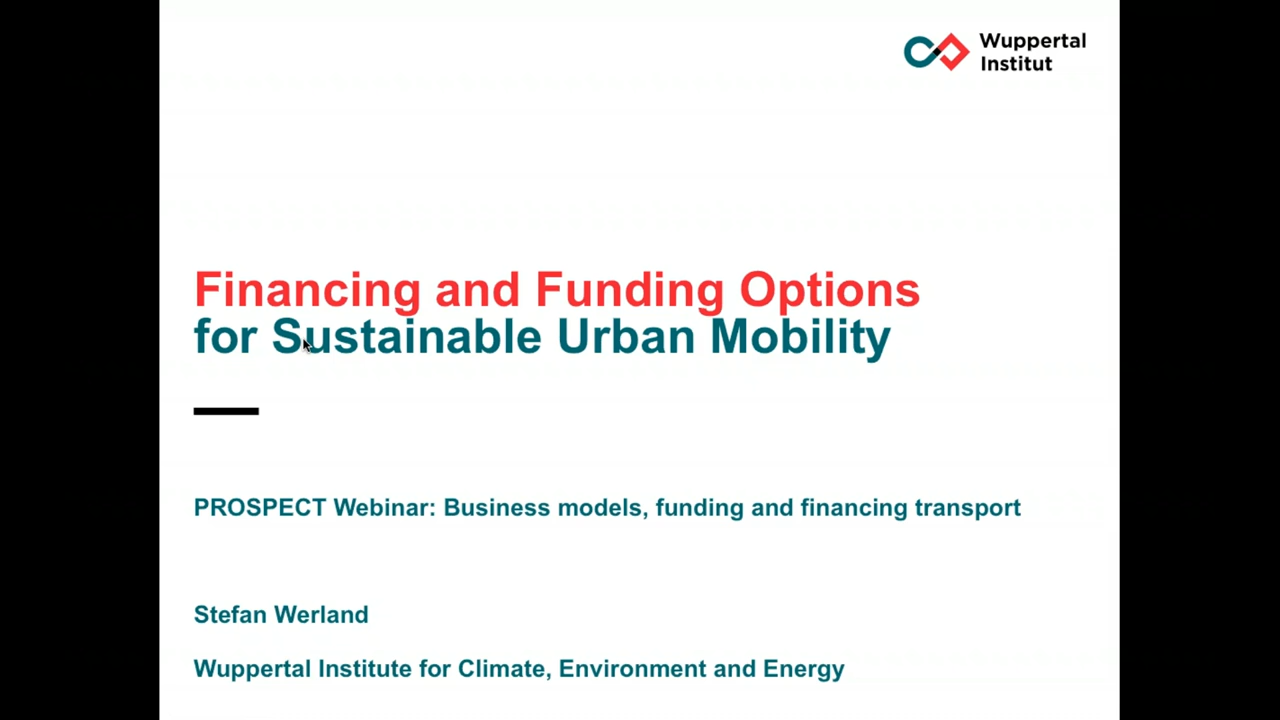 Wuppertal
Institut
Financing and Funding Options
for Sustainable Urban Mobility
PROSPECT Webinar: Business models, funding and financing transport
Stefan Werland
Wuppertal Institute for Climate, Environment and Energy